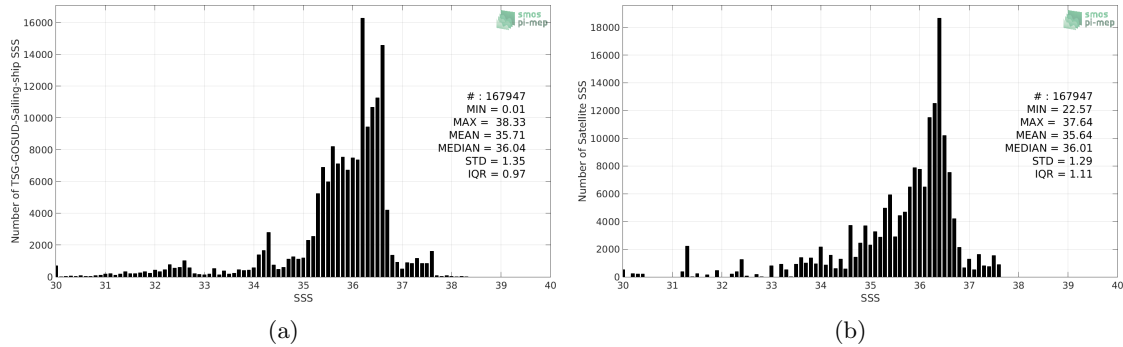 Number of TSG-GOSUD-Sailing-ship SSS
16000
14000
12000
10000
8000
6000
4000
2000
0
30 31 32 33 34 35 36 37 38 39 40
SSS
smos
pi-mep
# : 167947
MIN = 0.01
MAX = 38.33
MEAN = 35.71
MEDIAN = 36.04
STD = 1.35
IQR = 0.97
(a)
Number of Satellite SSS
18000
16000
14000
12000
10000
8000
6000
4000
2000
0
30 31 32 33 34 35 36 37 38 39 40
SSS
smos
pi-mep
# : 167947
MIN = 22.57
MAX = 37.64
MEAN = 35.64
MEDIAN = 36.01
STD = 1.29
IQR = 1.11
(b)